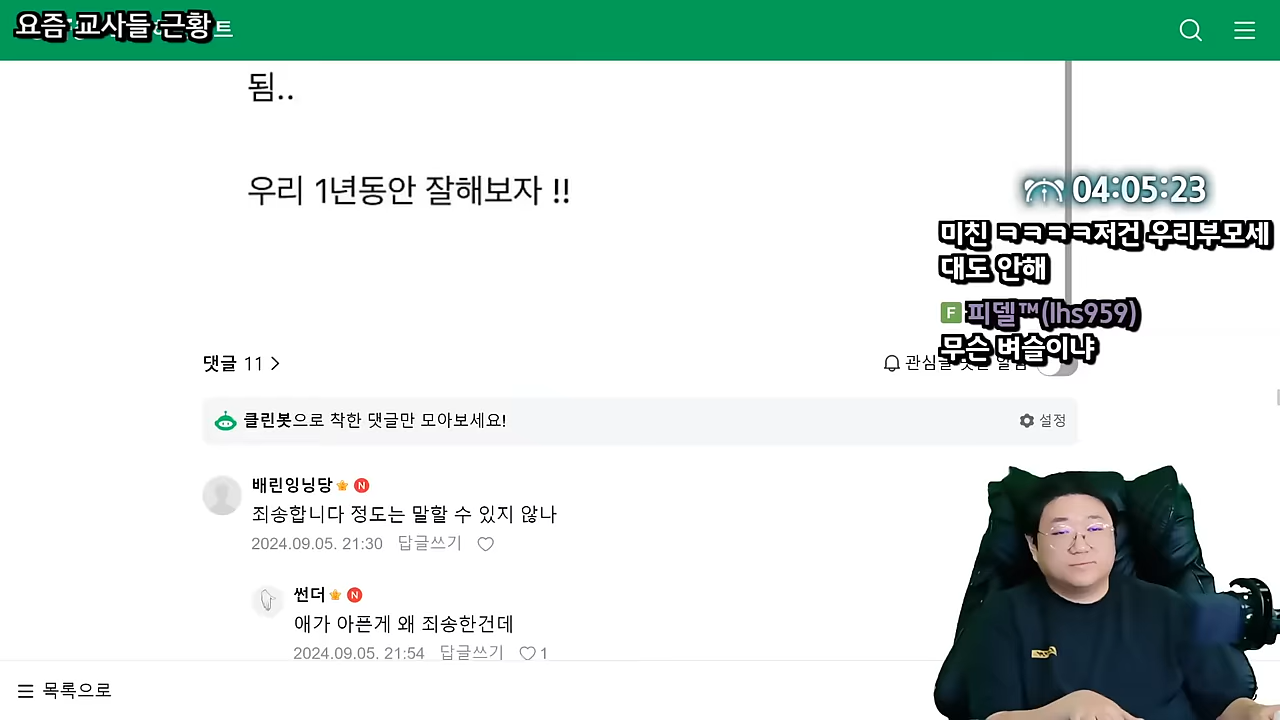 요즘 교사들 근황
트
됨..
우리 1년동안 잘해보자 !!
04:05:23
미친 ㅋㅋㅋㅋ저건 우리부모세
대도 안해
F 피델™(lhs959)
무슨 벼슬이냐
댓글 11 >
관심글
클린봇으로 착한 댓글만 모아보세요!
설정
배린잉닝당 N
죄송합니다 정도는 말할 수 있지 않나
2024.09.05. 21:30 답글쓰기
썬더 N
애가 아픈게 왜 죄송한건데
2024.09.05. 21:54 답글쓰기 1
목록으로